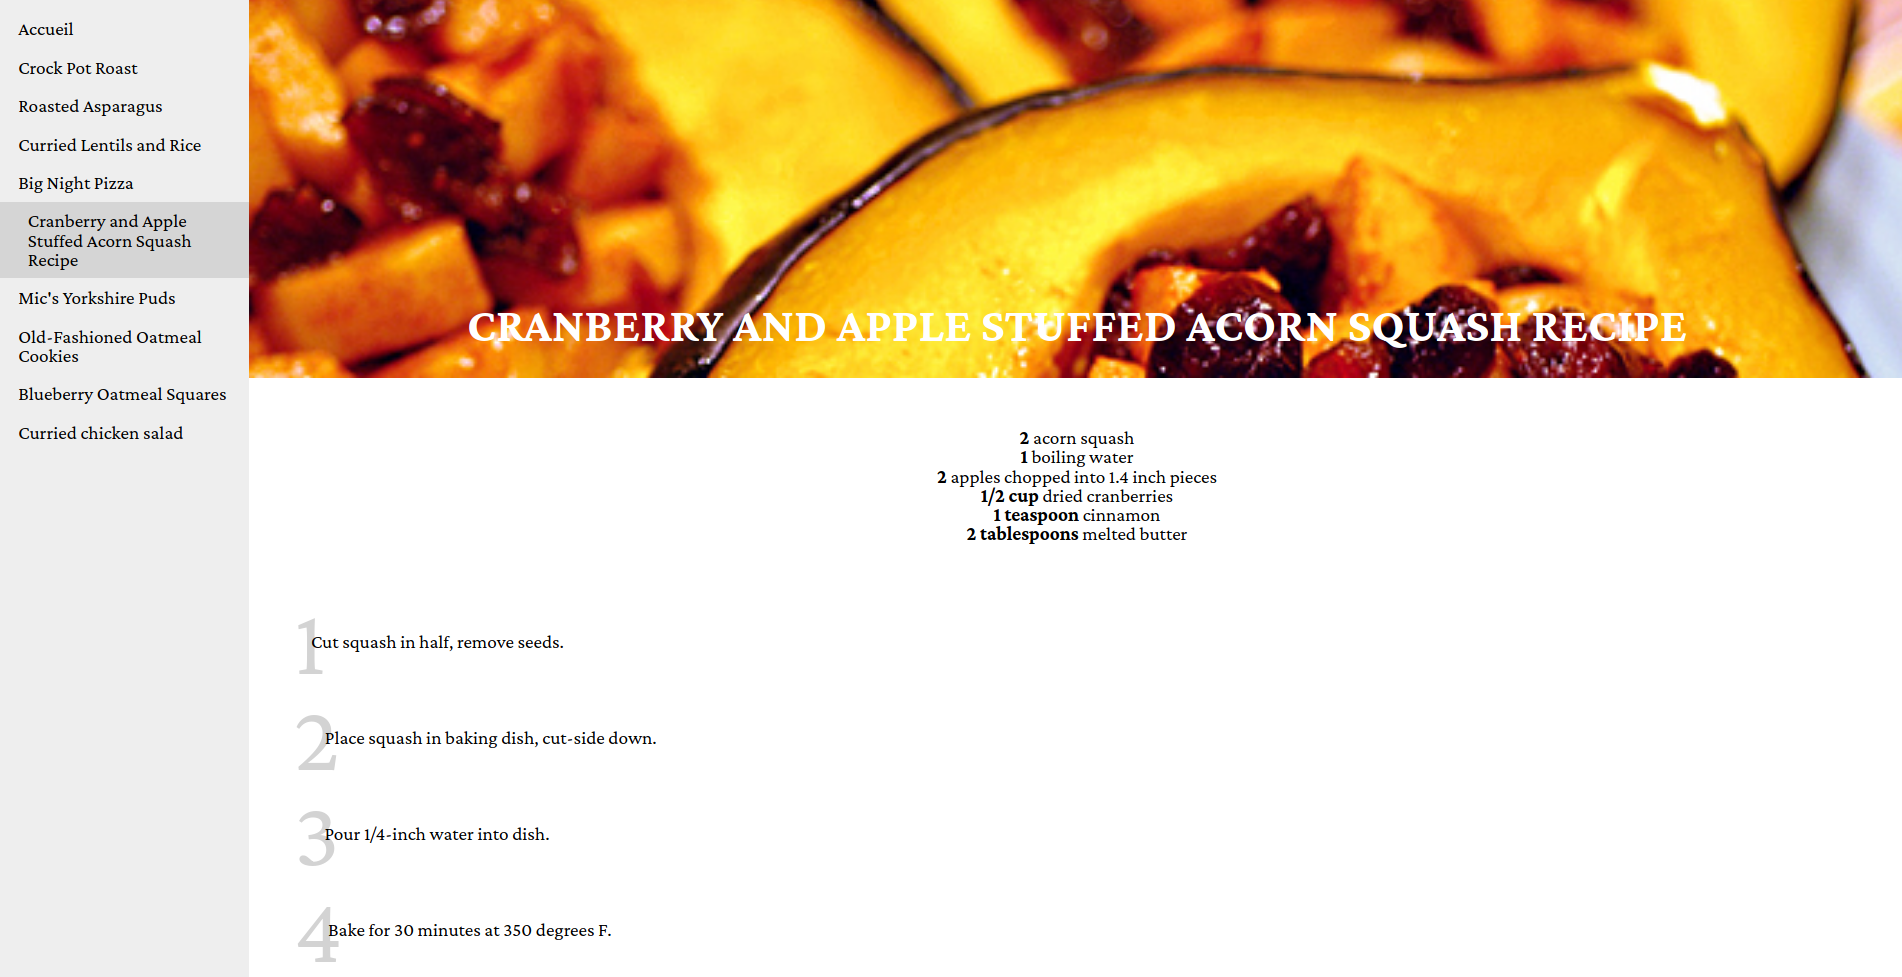 Accueil
Crock Pot Roast
Roasted Asparagus
Curried Lentils and Rice
Big Night Pizza
Cranberry and Apple
Stuffed Acorn Squash
Recipe
Mic's Yorkshire Puds
Old-Fashioned Oatmeal
Cookies
Blueberry Oatmeal Squares
Curried chicken salad
CRANBERRY AND APPLE STUFFED ACORN SQUASH RECIPE
2 acorn squash
1 boiling water
2 apples chopped into 1.4 inch pieces
1/2 cup dried cranberries
1 teaspoon cinnamon
2 tablespoons melted butter
1 Cut squash in half, remove seeds.
2 Place squash in baking dish, cut-side down.
3 Pour 1/4-inch water into dish.
4 Bake for 30 minutes at 350 degrees F.